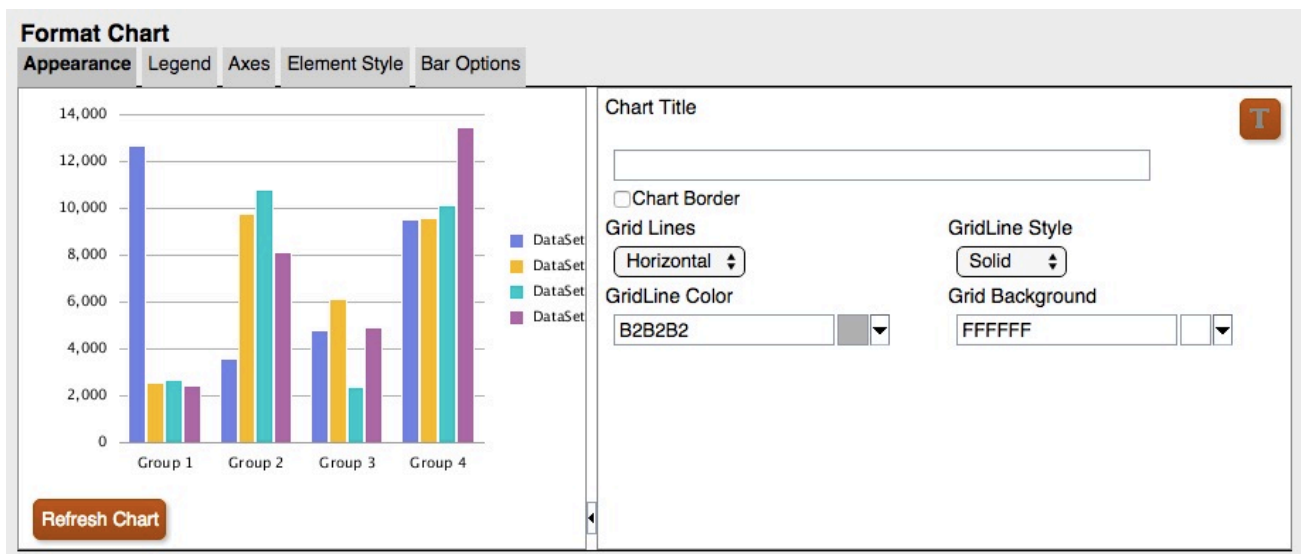 Format Chart
Appearance Legend Axes Element Style Bar Options
14,000
12,000
10,000
8,000
6,000
4,000
2,000
0
Group 1 Group 2 Group 3 Group 4
DataSet
DataSet
DataSet
DataSet
Refresh Chart
Chart Title
T
Chart Border
Grid Lines GridLine Style
Horizontal Solid
GridLine Color Grid Background
B2B2B2 FFFFFF